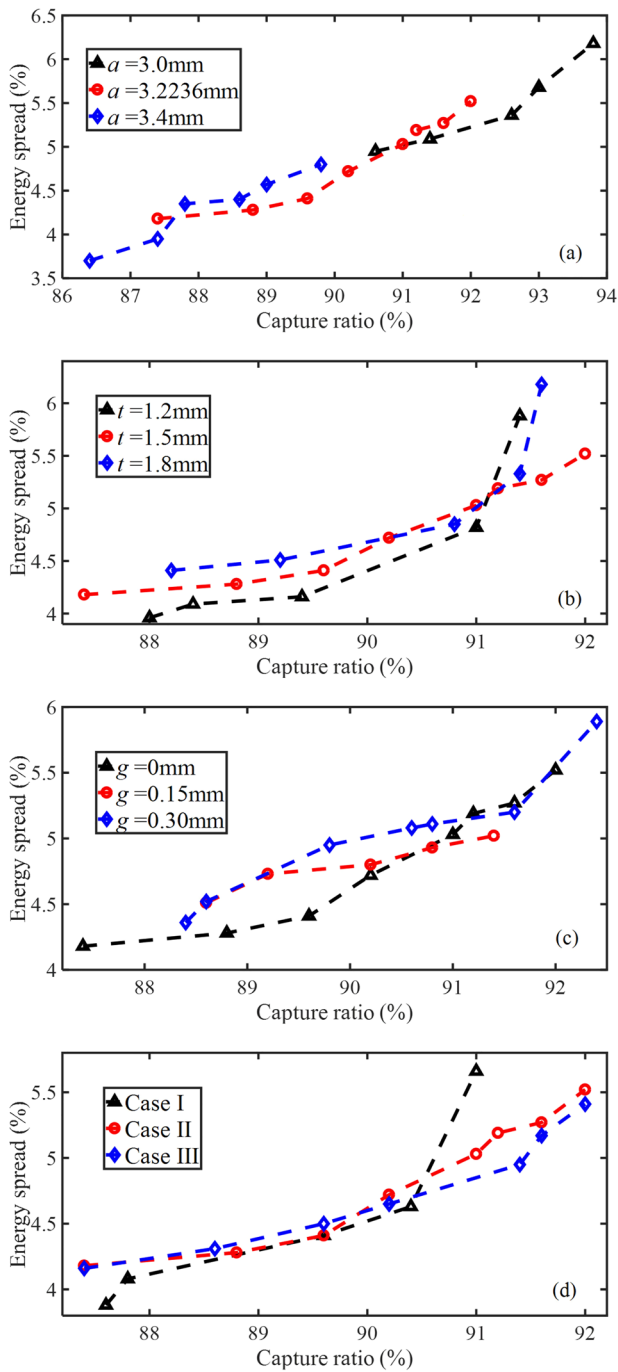 6.5
6
5.5
5
4.5
4
3.5
Energy spread (%)
a =3.0mm
a =3.2236mm
a =3.4mm
(a)
86 87 88 89 90 91 92 93 94
Capture ratio (%)
6
5.5
5
4.5
4
Energy spread (%)
t =1.2mm
t =1.5mm
t =1.8mm
(b)
88 89 90 91 92
Capture ratio (%)
6
5.5
5
4.5
4
Energy spread (%)
g =0mm
g =0.15mm
g =0.30mm
(c)
88 89 90 91 92
Capture ratio (%)
5.5
5
4.5
4
Energy spread (%)
Case I
Case II
Case III
(d)
88 89 90 91 92
Capture ratio (%)